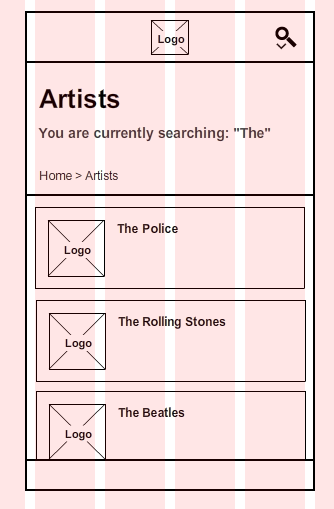 Logo
Artists
You are currently searching: "The"
Home > Artists
The Police
Logo
The Rolling Stones
Logo
The Beatles
Logo